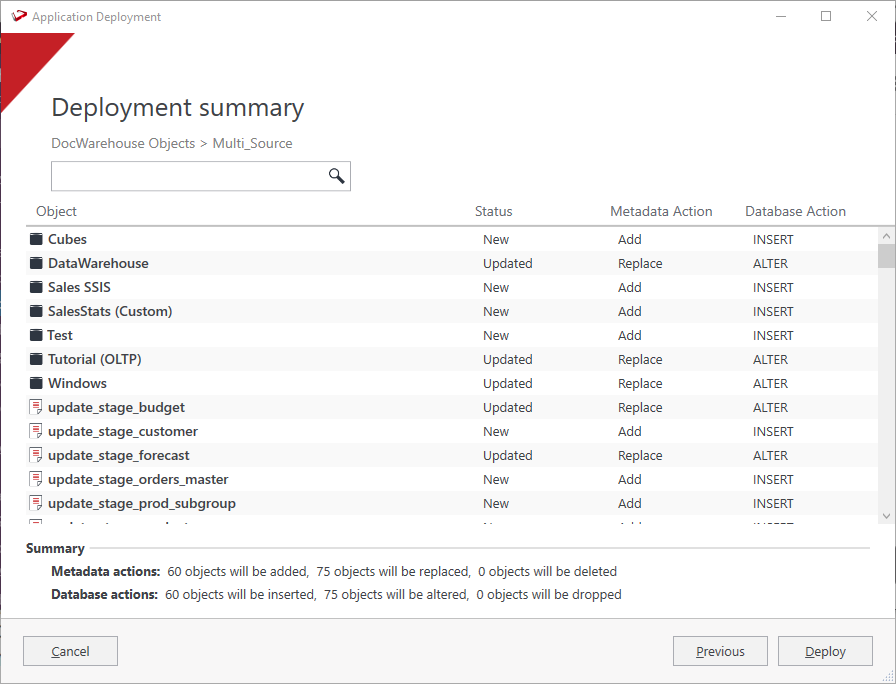 Application Deployment
Deployment summary
DocWarehouse Objects > Multi_Source
Object Status Metadata Action Database Action
Cubes New Add INSERT
DataWarehouse Updated Replace ALTER
Sales SSIS New Add INSERT
SalesStats (Custom) New Add INSERT
Test New Add INSERT
Tutorial (OLTP) Updated Replace ALTER
Windows Updated Replace ALTER
update_stage_budget Updated Replace ALTER
update_stage_customer New Add INSERT
update_stage_forecast Updated Replace ALTER
update_stage_orders_master New Add INSERT
update_stage_prod_subgroup New Add INSERT
Summary
Metadata actions: 60 objects will be added, 75 objects will be replaced, 0 objects will be deleted
Database actions: 60 objects will be inserted, 75 objects will be altered, 0 objects will be dropped
Cancel Previous Deploy